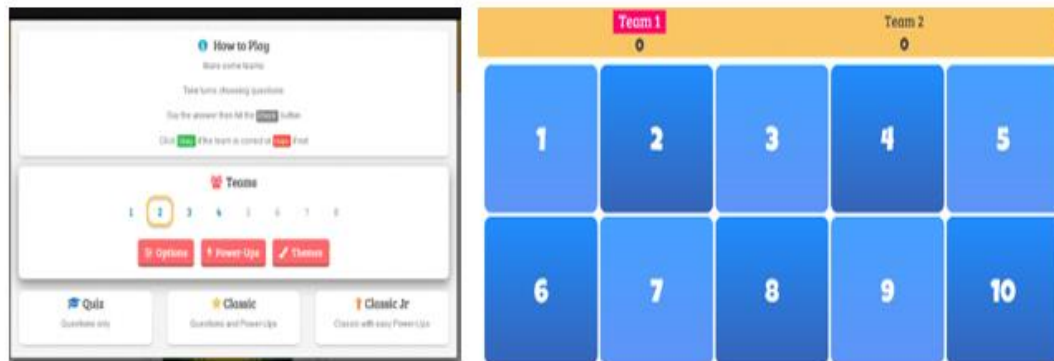 How to Play
Make some teams
Take turns choosing questions
Say the answer then hit the check button
Click okay if the team is correct or oops if not
Teams
1 2 3 4 5 6 7 8
Options Power-Ups Themes
Quiz
Questions only
Classic
Questions and Power-Ups
Classic Jr
Classic with easy Power-Ups
Team 1
0
Team 2
0
1 2 3 4 5
6 7 8 9 10